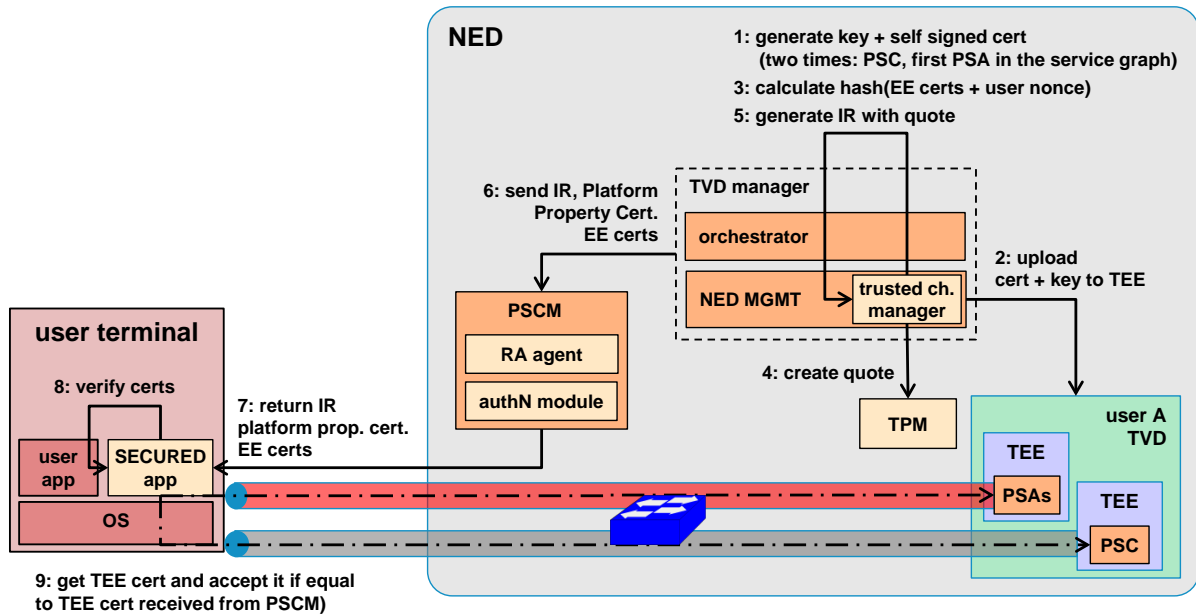 NED
1: generate key + self signed cert
(two times: PSC, first PSA in the service graph)
3: calculate hash(EE certs + user nonce)
5: generate IR with quote
6: send IR, Platform
Property Cert.
EE certs
TVD manager
orchestrator
NED MGMT
trusted ch.
manager
2: upload
cert + key to TEE
PSCM
RA agent
authN module
4: create quote
TPM
user terminal
8: verify certs
7: return IR
platform prop. cert.
EE certs
user
app
SECURED
app
OS
user A
TVD
TEE
PSAs
TEE
PSC
9: get TEE cert and accept it if equal
to TEE cert received from PSCM)